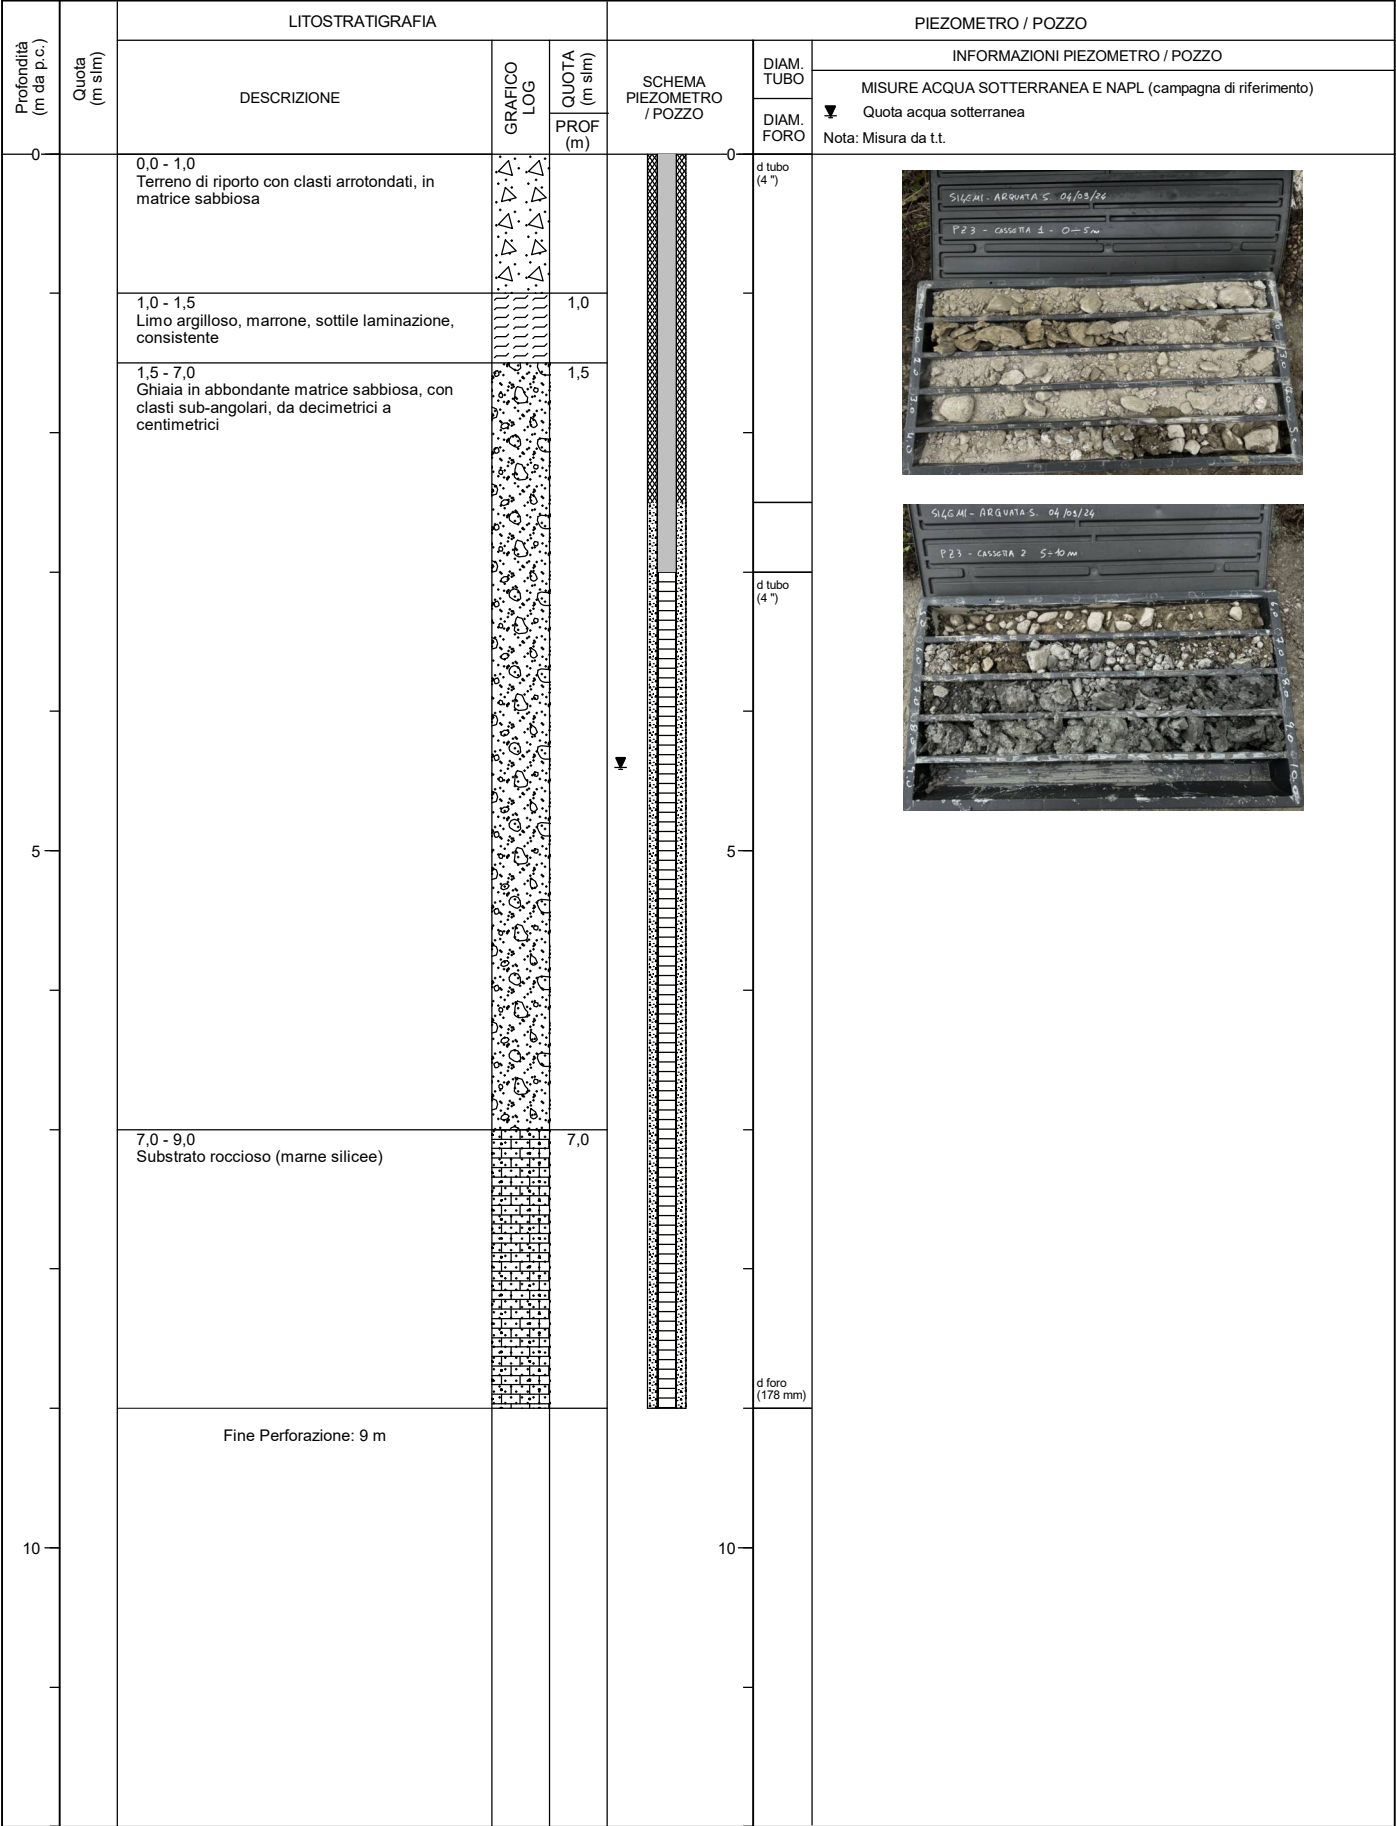 LITOSTRATIGRAFIA
PIEZOMETRO / POZZO
Profondità
(m da p.c.)
Quota
(m slm)
DESCRIZIONE
GRAFICO
LOG
QUOTA
(m slm)
PROF
(m)
SCHEMA
PIEZOMETRO
/ POZZO
DIAM.
TUBO
DIAM.
FORO
INFORMAZIONI PIEZOMETRO / POZZO
MISURE ACQUA SOTTERRANEA E NAPL (campagna di riferimento)
Quota acqua sotterranea
Nota: Misura da t.t.
0
0
0,0 - 1,0
Terreno di riporto con clasti arrotondati, in
matrice sabbiosa
d tubo
(4 ")
SIGEMI - ARQUATA S. 04/09/24
PZ3 - CASSETTA 1 - 0÷5m
1,0 - 1,5
Limo argilloso, marrone, sottile laminazione,
consistente
1,0
1,5 - 7,0
Ghiaia in abbondante matrice sabbiosa, con
clasti sub-angolari, da decimetrici a
centimetrici
1,5
SIGEMI - ARQUATA S. 04/09/24
PZ3 - CASSETTA 2 5÷10 m
d tubo
(4 ")
5
5
7,0 - 9,0
Substrato roccioso (marne silicee)
7,0
d foro
(178 mm)
Fine Perforazione: 9 m
10
10